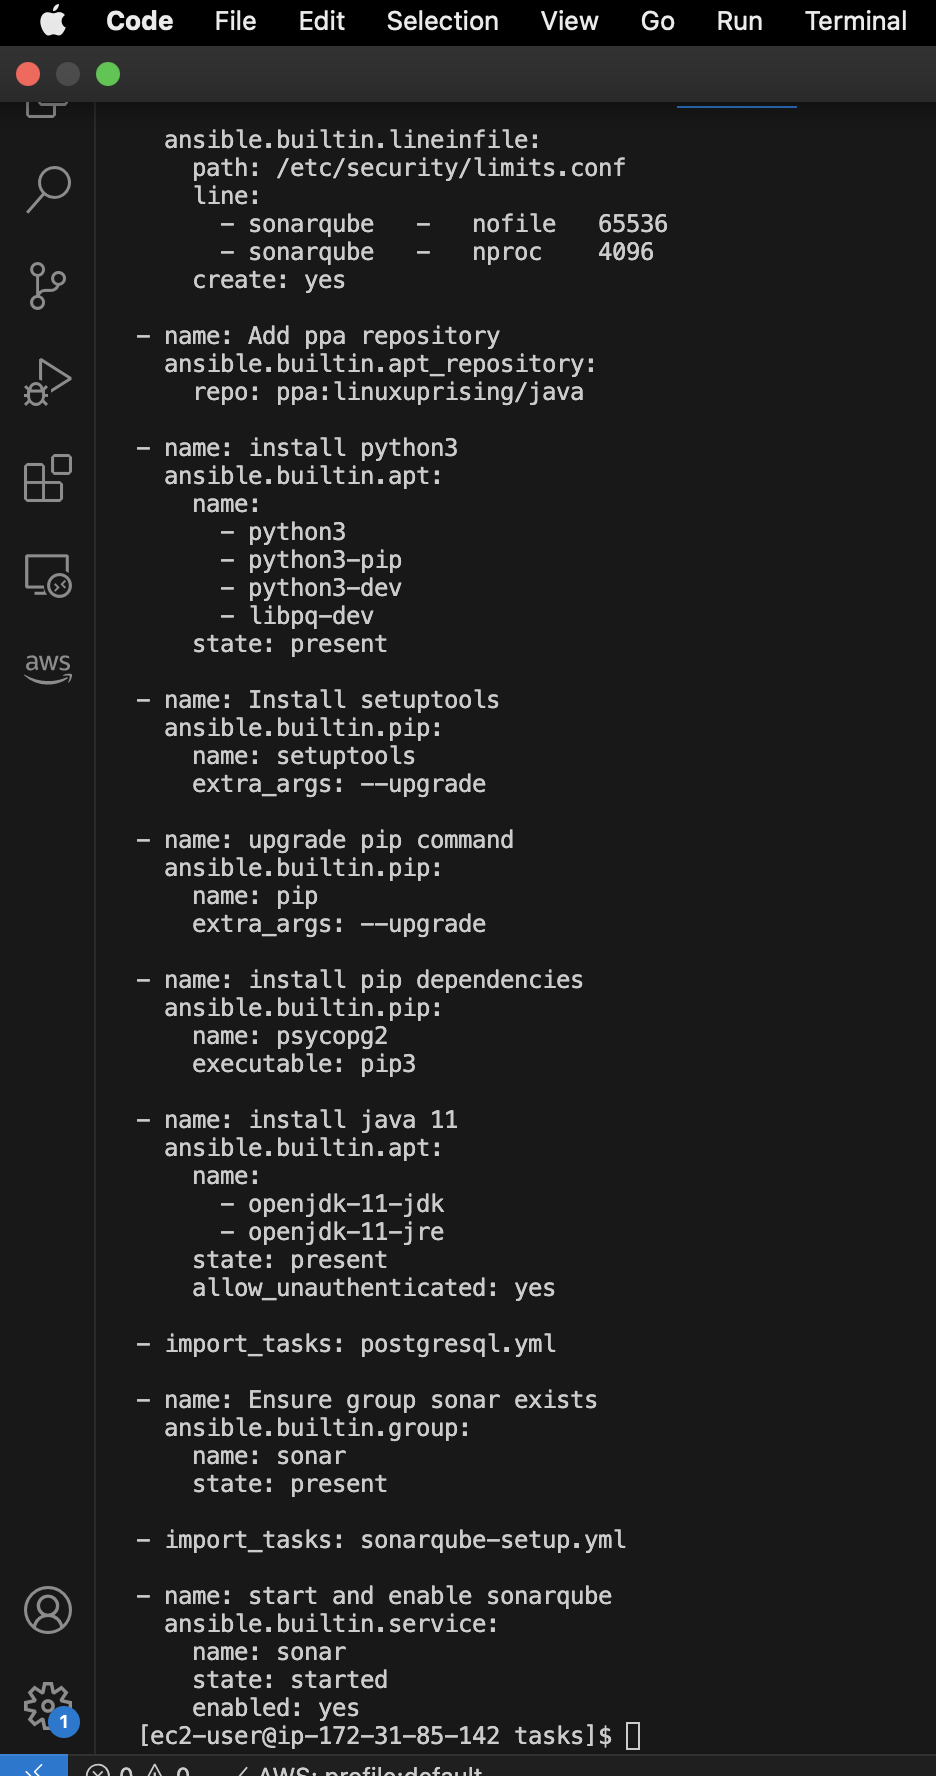 Code File Edit Selection View Go Run Terminal
ansible.builtin.lineinfile:
path: /etc/security/limits.conf
line:
- sonarqube   -   nofile   65536
- sonarqube   -   nproc    4096
create: yes
- name: Add ppa repository
ansible.builtin.apt_repository:
repo: ppa:linuxuprising/java
- name: install python3
ansible.builtin.apt:
name:
- python3
- python3-pip
- python3-dev
- libpq-dev
state: present
- name: Install setuptools
ansible.builtin.pip:
name: setuptools
extra_args: --upgrade
- name: upgrade pip command
ansible.builtin.pip:
name: pip
extra_args: --upgrade
- name: install pip dependencies
ansible.builtin.pip:
name: psycopg2
executable: pip3
- name: install java 11
ansible.builtin.apt:
name:
- openjdk-11-jdk
- openjdk-11-jre
state: present
allow_unauthenticated: yes
- import_tasks: postgresql.yml
- name: Ensure group sonar exists
ansible.builtin.group:
name: sonar
state: present
- import_tasks: sonarqube-setup.yml
- name: start and enable sonarqube
ansible.builtin.service:
name: sonar
state: started
enabled: yes
[ec2-user@ip-172-31-85-142 tasks]$
aws
1
0 0 AWS: profile:default